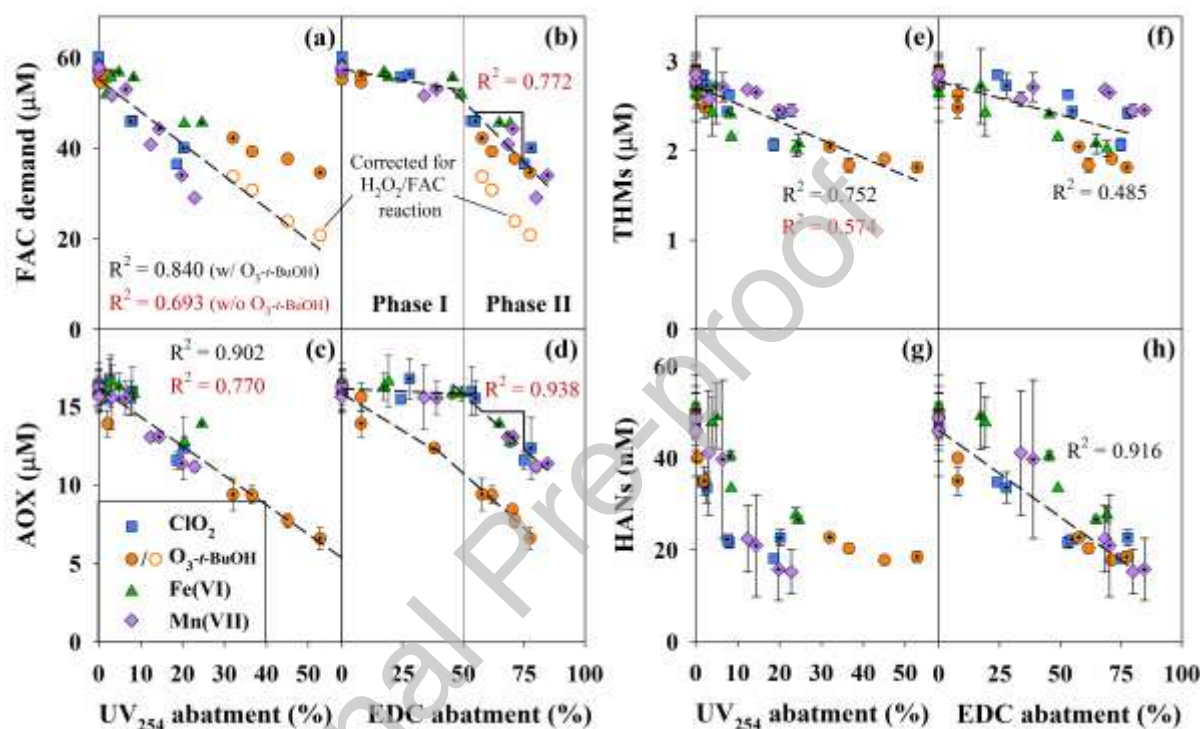 (a)
(b)
(e)
(f)
FAC demand (µM)
60
40
20
0
R² = 0.772
Corrected for
H₂O₂/FAC
reaction
R² = 0.840 (w/ O₃-t-BuOH)
R² = 0.693 (w/o O₃-t-BuOH)
Phase I
Phase II
THMs (µM)
3
2
1
R² = 0.752
R² = 0.574
R² = 0.485
(c)
(d)
(g)
(h)
AOX (µM)
15
10
5
0
R² = 0.902
R² = 0.770
R² = 0.938
ClO₂
/ O₃-t-BuOH
Fe(VI)
Mn(VII)
HANs (nM)
60
40
20
0
R² = 0.916
0 10 20 30 40 50 0 25 50 75 100
0 10 20 30 40 50 0 25 50 75 100
UV₂₅₄ abatment (%)
EDC abatment (%)
UV₂₅₄ abatment (%)
EDC abatment (%)
nal Pre-proof